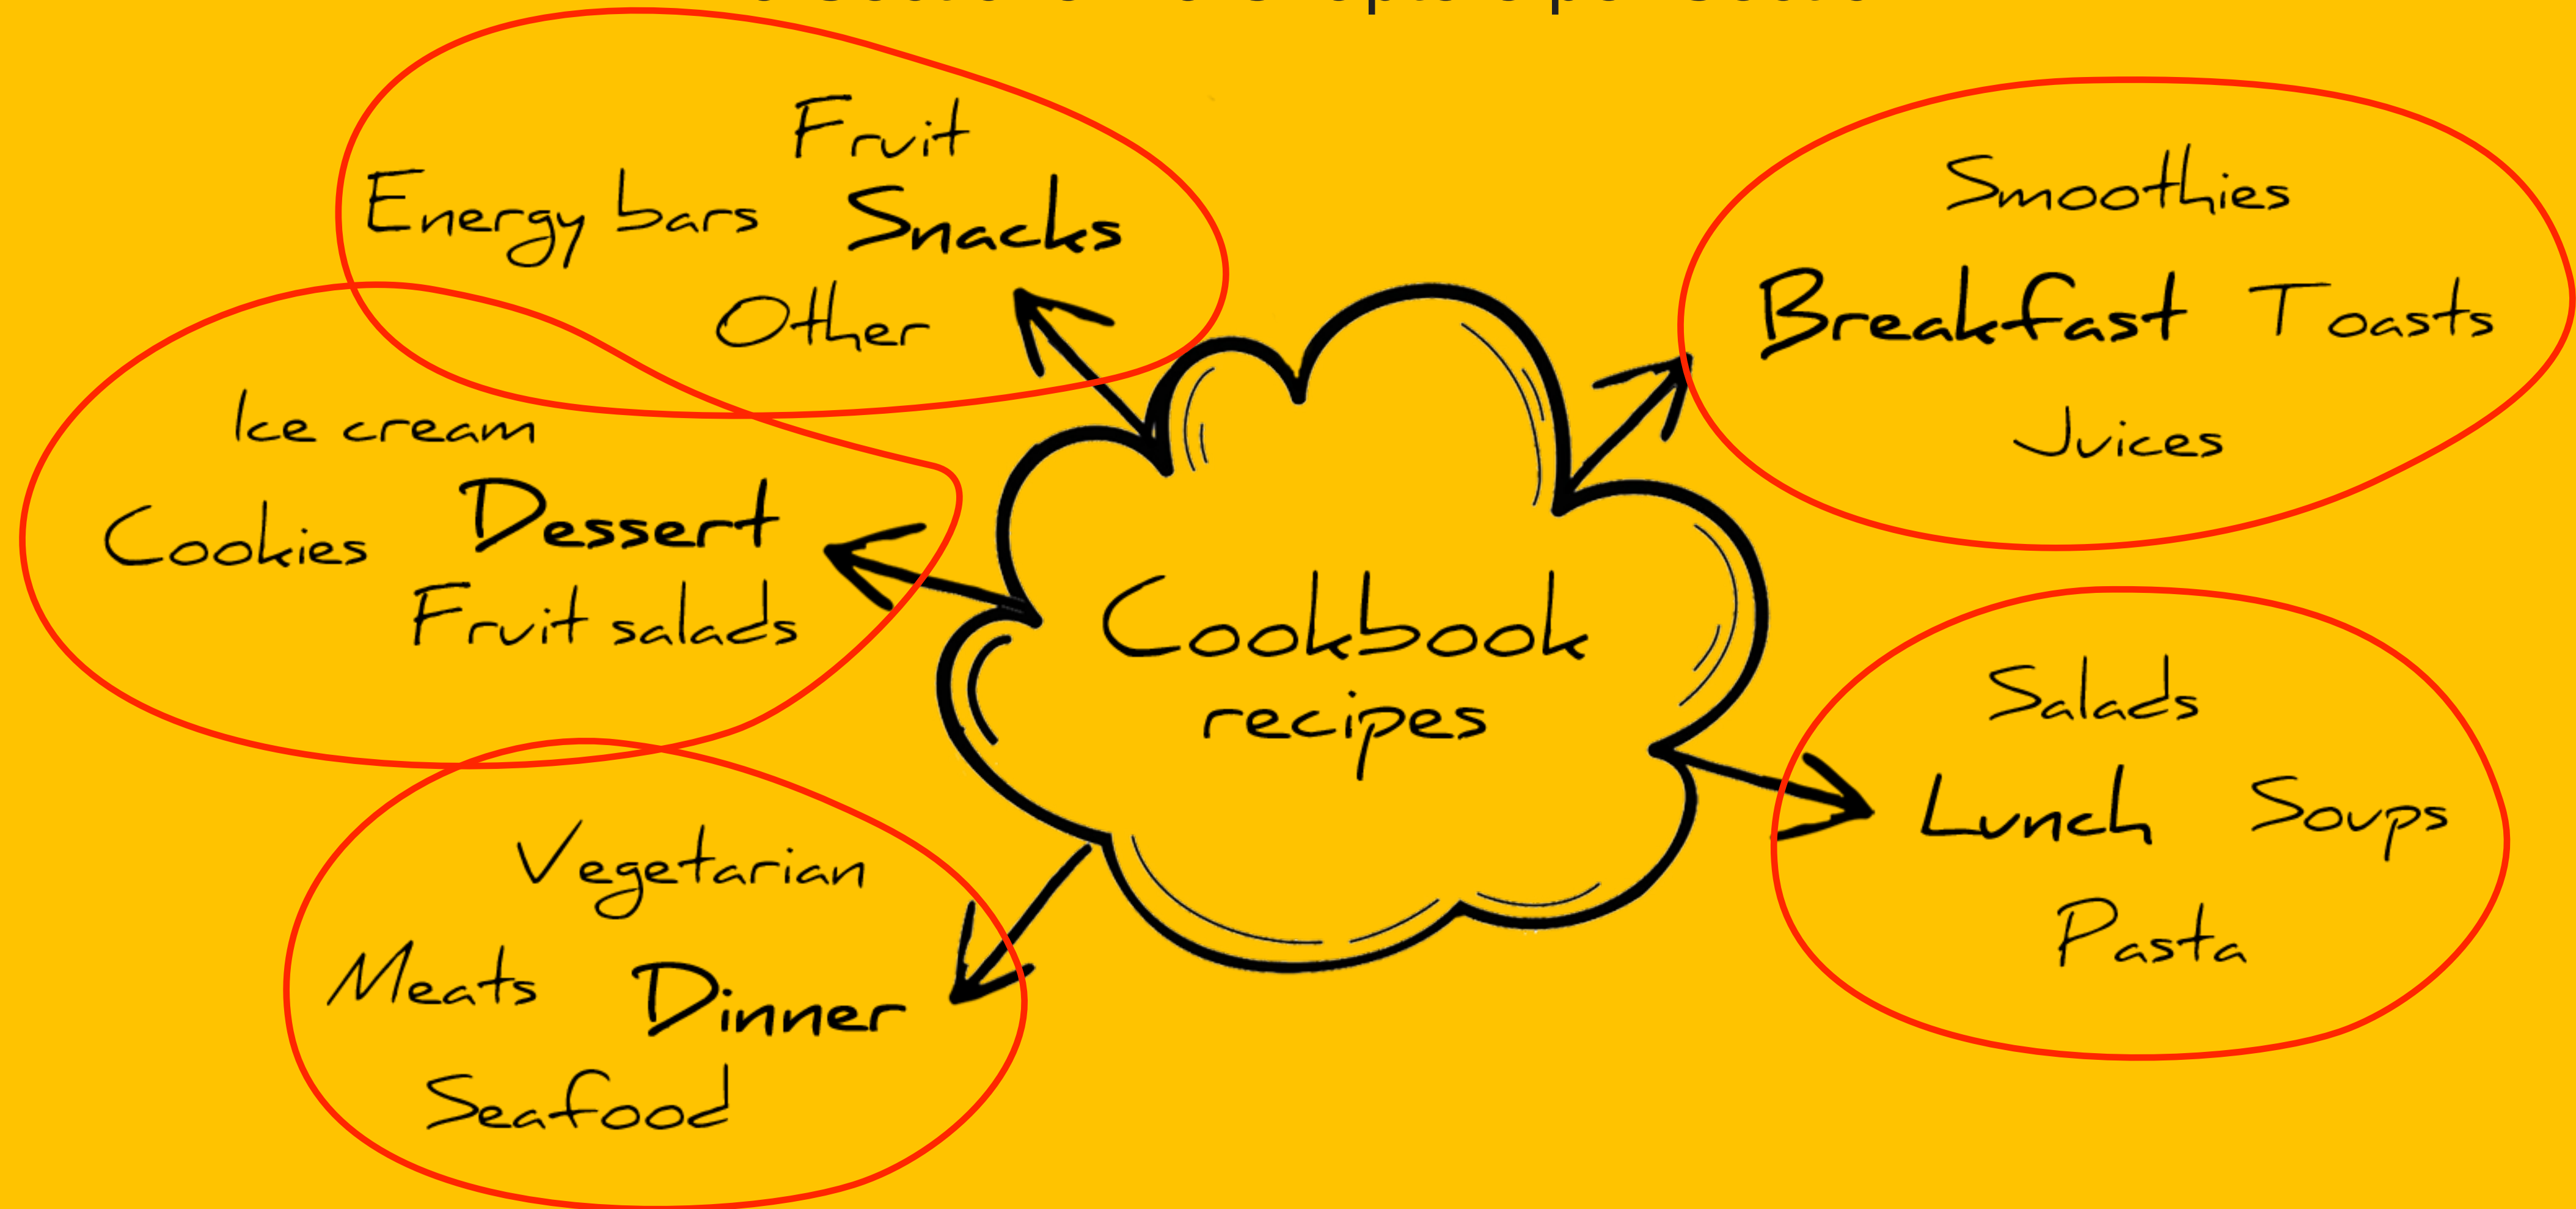 Fruit
Energy bars Snacks
Other
Smoothies
Breakfast Toasts
Juices
Ice cream
Cookies Dessert
Fruit salads
Cookbook
recipes
Salads
Lunch Soups
Pasta
Vegetarian
Meats Dinner
Seafood